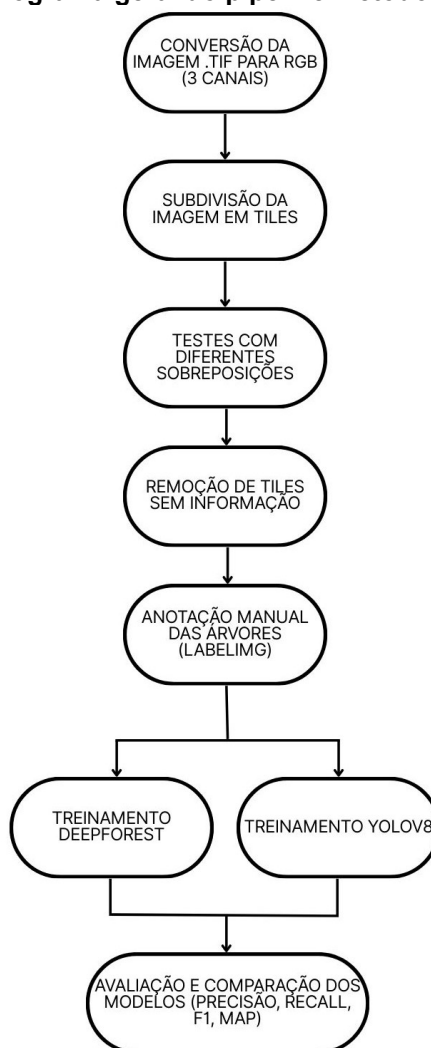 CONVERSÃO DA
IMAGEM .TIF PARA RGB
(3 CANAIS)
SUBDIVISÃO DA
IMAGEM EM TILES
TESTES COM
DIFERENTES
SOBREPOSIÇÕES
REMOÇÃO DE TILES
SEM INFORMAÇÃO
ANOTAÇÃO MANUAL
DAS ÁRVORES
(LABELIMG)
TREINAMENTO
DEEPFOREST
TREINAMENTO YOLOV8
AVALIAÇÃO E COMPARAÇÃO DOS
MODELOS (PRECISÃO, RECALL,
F1, MAP)